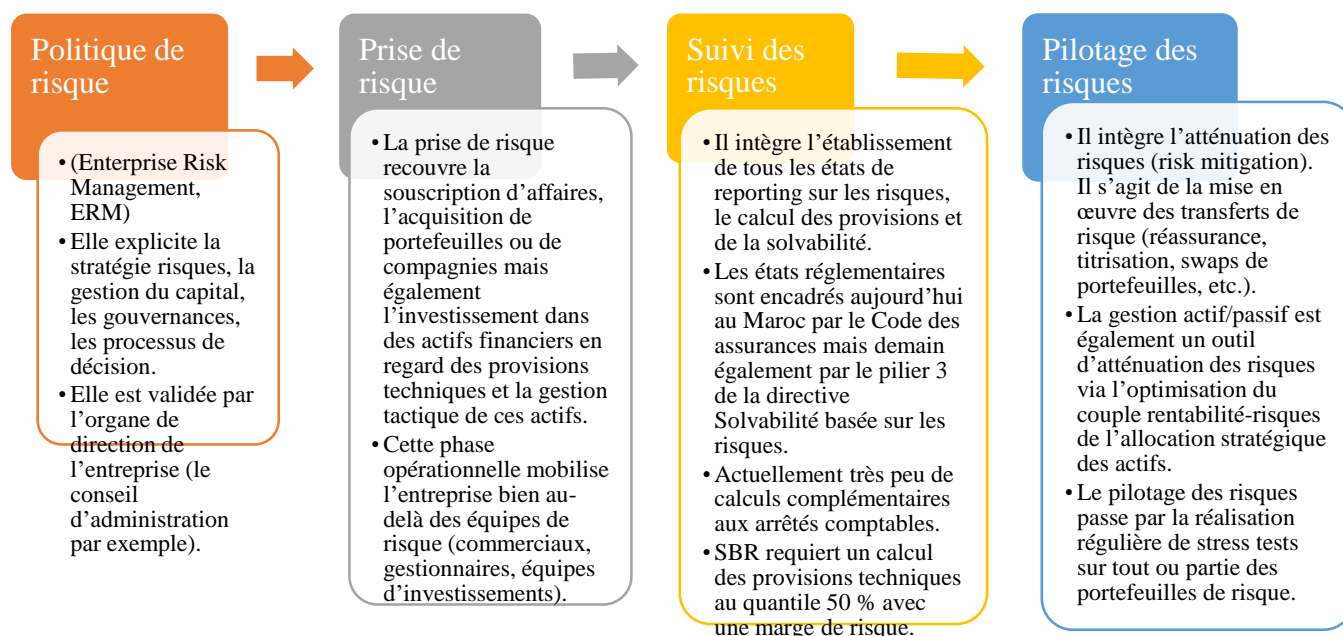 Politique de
risque
• (Enterprise Risk
Management,
ERM)
• Elle explicite la
stratégie risques, la
gestion du capital,
les gouvernances,
les processus de
décision.
• Elle est validée par
l’organe de
direction de
l’entreprise (le
conseil
d’administration
par exemple).
Prise de
risque
• La prise de risque
recouvre la
souscription d’affaires,
l’acquisition de
portefeuilles ou de
compagnies mais
également
l’investissement dans
des actifs financiers en
regard des provisions
techniques et la gestion
tactique de ces actifs.
• Cette phase
opérationnelle mobilise
l’entreprise bien au-
delà des équipes de
risque (commerciaux,
gestionnaires, équipes
d’investissements).
Suivi des
risques
• Il intègre l’établissement
de tous les états de
reporting sur les risques,
le calcul des provisions et
de la solvabilité.
• Les états réglementaires
sont encadrés aujourd’hui
au Maroc par le Code des
assurances mais demain
également par le pilier 3
de la directive
Solvabilité basée sur les
risques.
• Actuellement très peu de
calculs complémentaires
aux arrêtés comptables.
• SBR requiert un calcul
des provisions techniques
au quantile 50 % avec
une marge de risque.
Pilotage des
risques
• Il intègre l’atténuation des
risques (risk mitigation).
Il s’agit de la mise en
œuvre des transferts de
risque (réassurance,
titrisation, swaps de
portefeuilles, etc.).
• La gestion actif/passif est
également un outil
d’atténuation des risques
via l’optimisation du
couple rentabilité-risques
de l’allocation stratégique
des actifs.
• Le pilotage des risques
passe par la réalisation
régulière de stress tests
sur tout ou partie des
portefeuilles de risque.